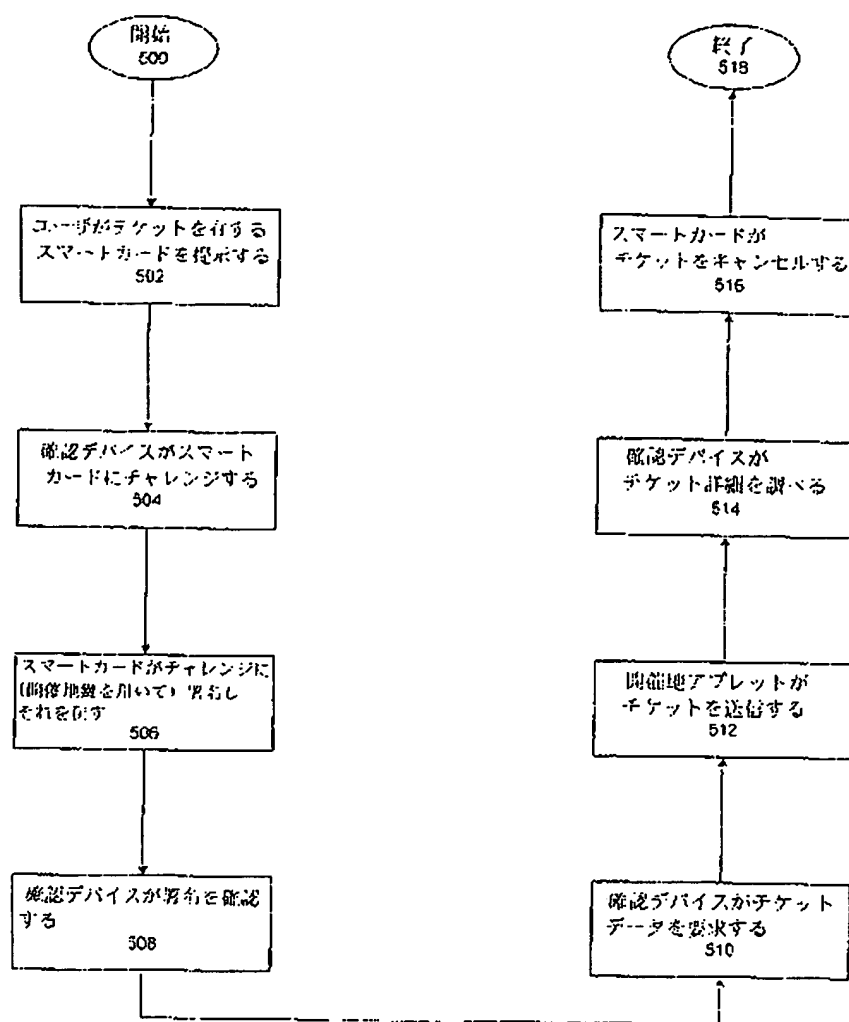 開始
500
ユーザがチケットを有する
スマートカードを提示する
502
確認デバイスがスマート
カードにチャレンジする
504
スマートカードがチャレンジに
(開催地鍵を用いて)署名し
それを戻す
506
確認デバイスが署名を確認
する
508
確認デバイスがチケット
データを要求する
510
開催地アプレットが
チケットを送信する
512
確認デバイスが
チケット詳細を調べる
514
スマートカードが
チケットをキャンセルする
516
終了
518